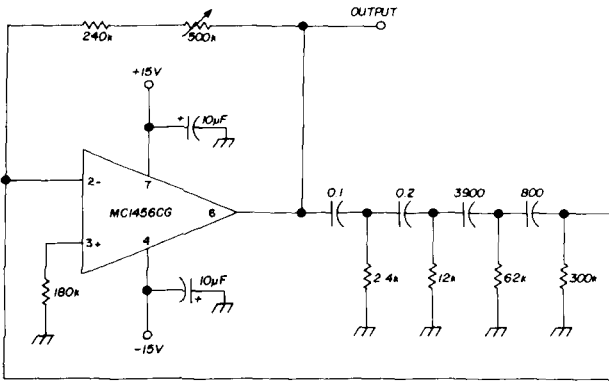 OUTPUT
240k
500k
+15V
+
10µF
2-
7
MC1456CG
6
3+
4
0.1
0.2
3900
800
10µF
+
180k
2.4k
12k
62k
300k
-15V